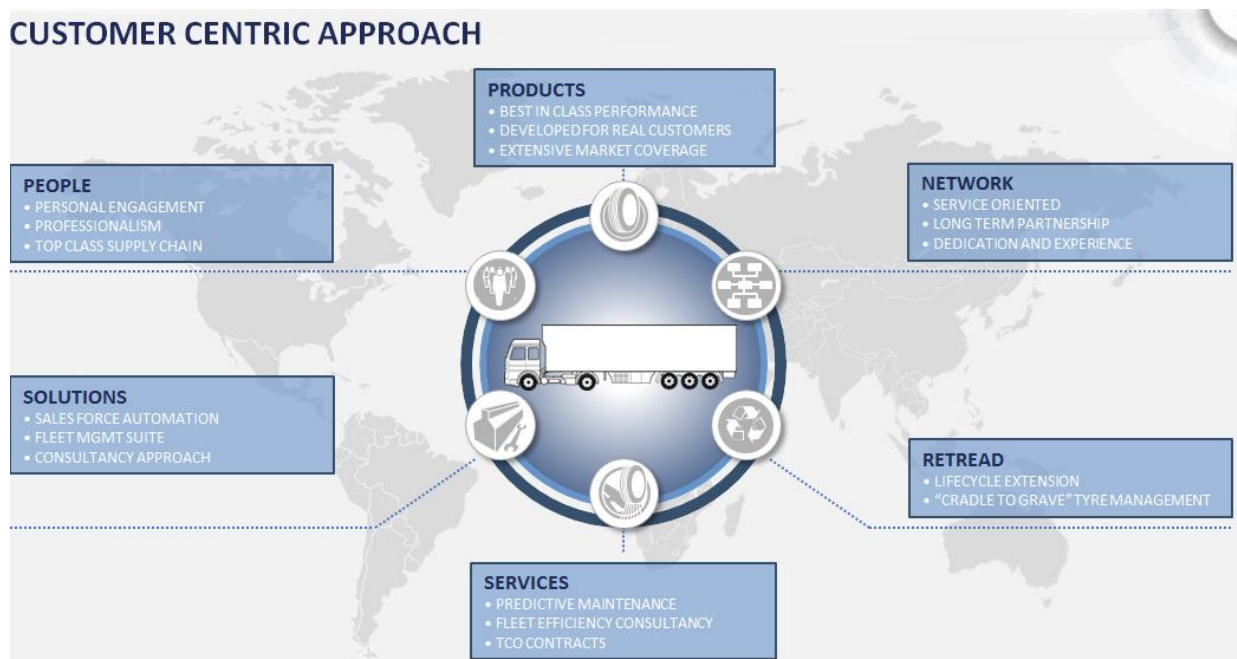 CUSTOMER CENTRIC APPROACH
PRODUCTS
• BEST IN CLASS PERFORMANCE
• DEVELOPED FOR REAL CUSTOMERS
• EXTENSIVE MARKET COVERAGE
PEOPLE
• PERSONAL ENGAGEMENT
• PROFESSIONALISM
• TOP CLASS SUPPLY CHAIN
NETWORK
• SERVICE ORIENTED
• LONG TERM PARTNERSHIP
• DEDICATION AND EXPERIENCE
SOLUTIONS
• SALES FORCE AUTOMATION
• FLEET MGMT SUITE
• CONSULTANCY APPROACH
RETREAD
• LIFECYCLE EXTENSION
• “CRADLE TO GRAVE” TYRE MANAGEMENT
SERVICES
• PREDICTIVE MAINTENANCE
• FLEET EFFICIENCY CONSULTANCY
• TCO CONTRACTS